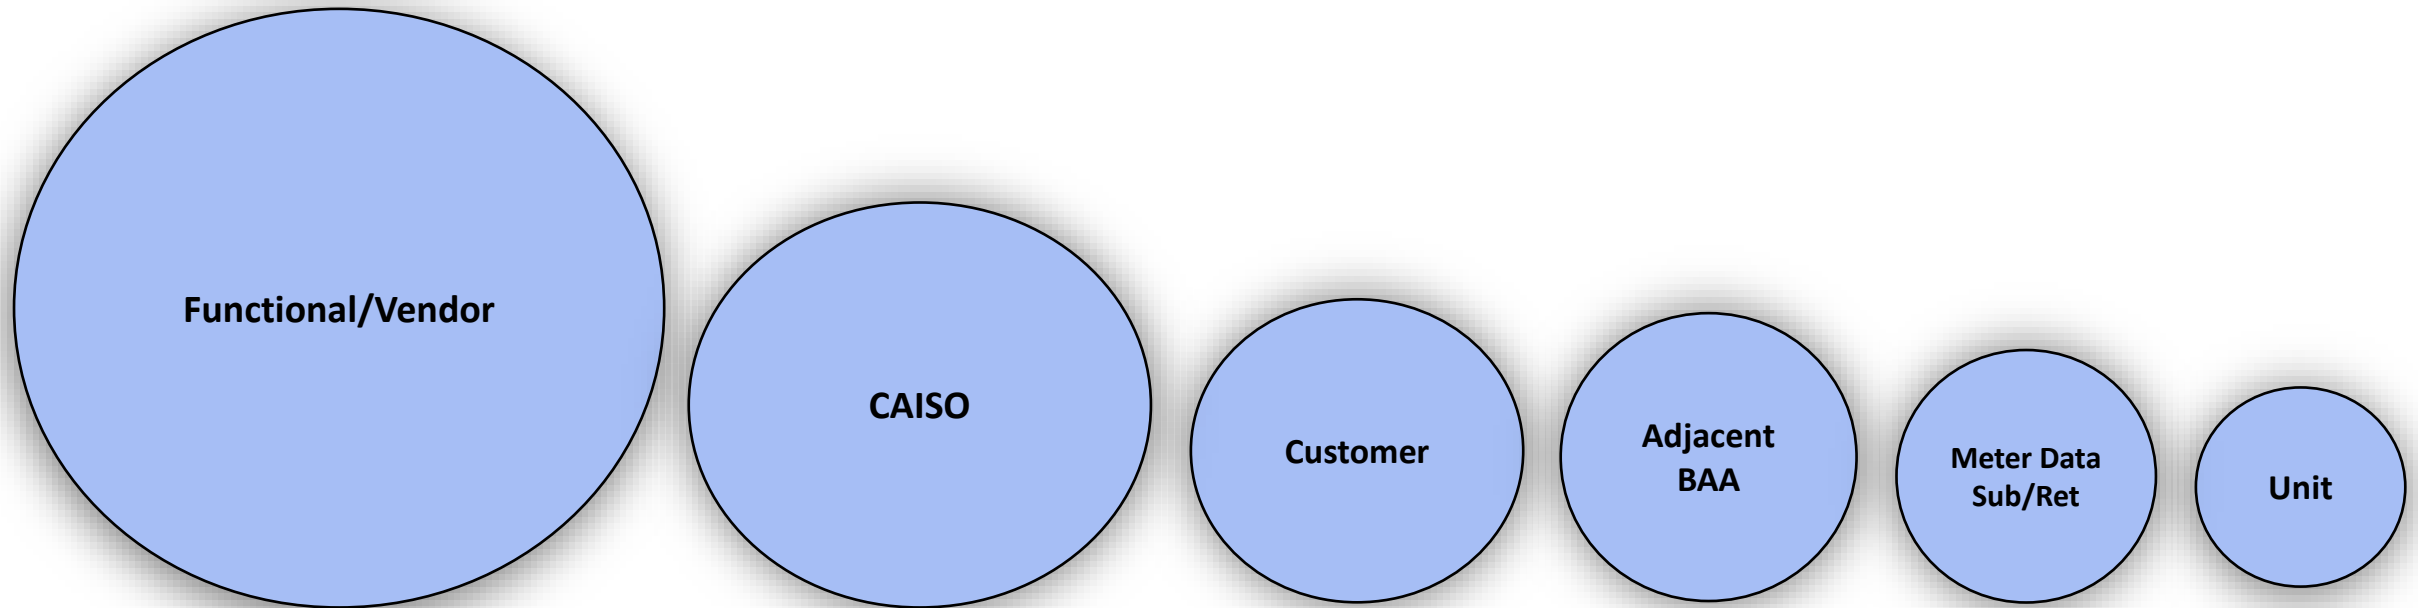 Functional/Vendor
CAISO
Customer
Adjacent
BAA
Meter Data
Sub/Ret
Unit